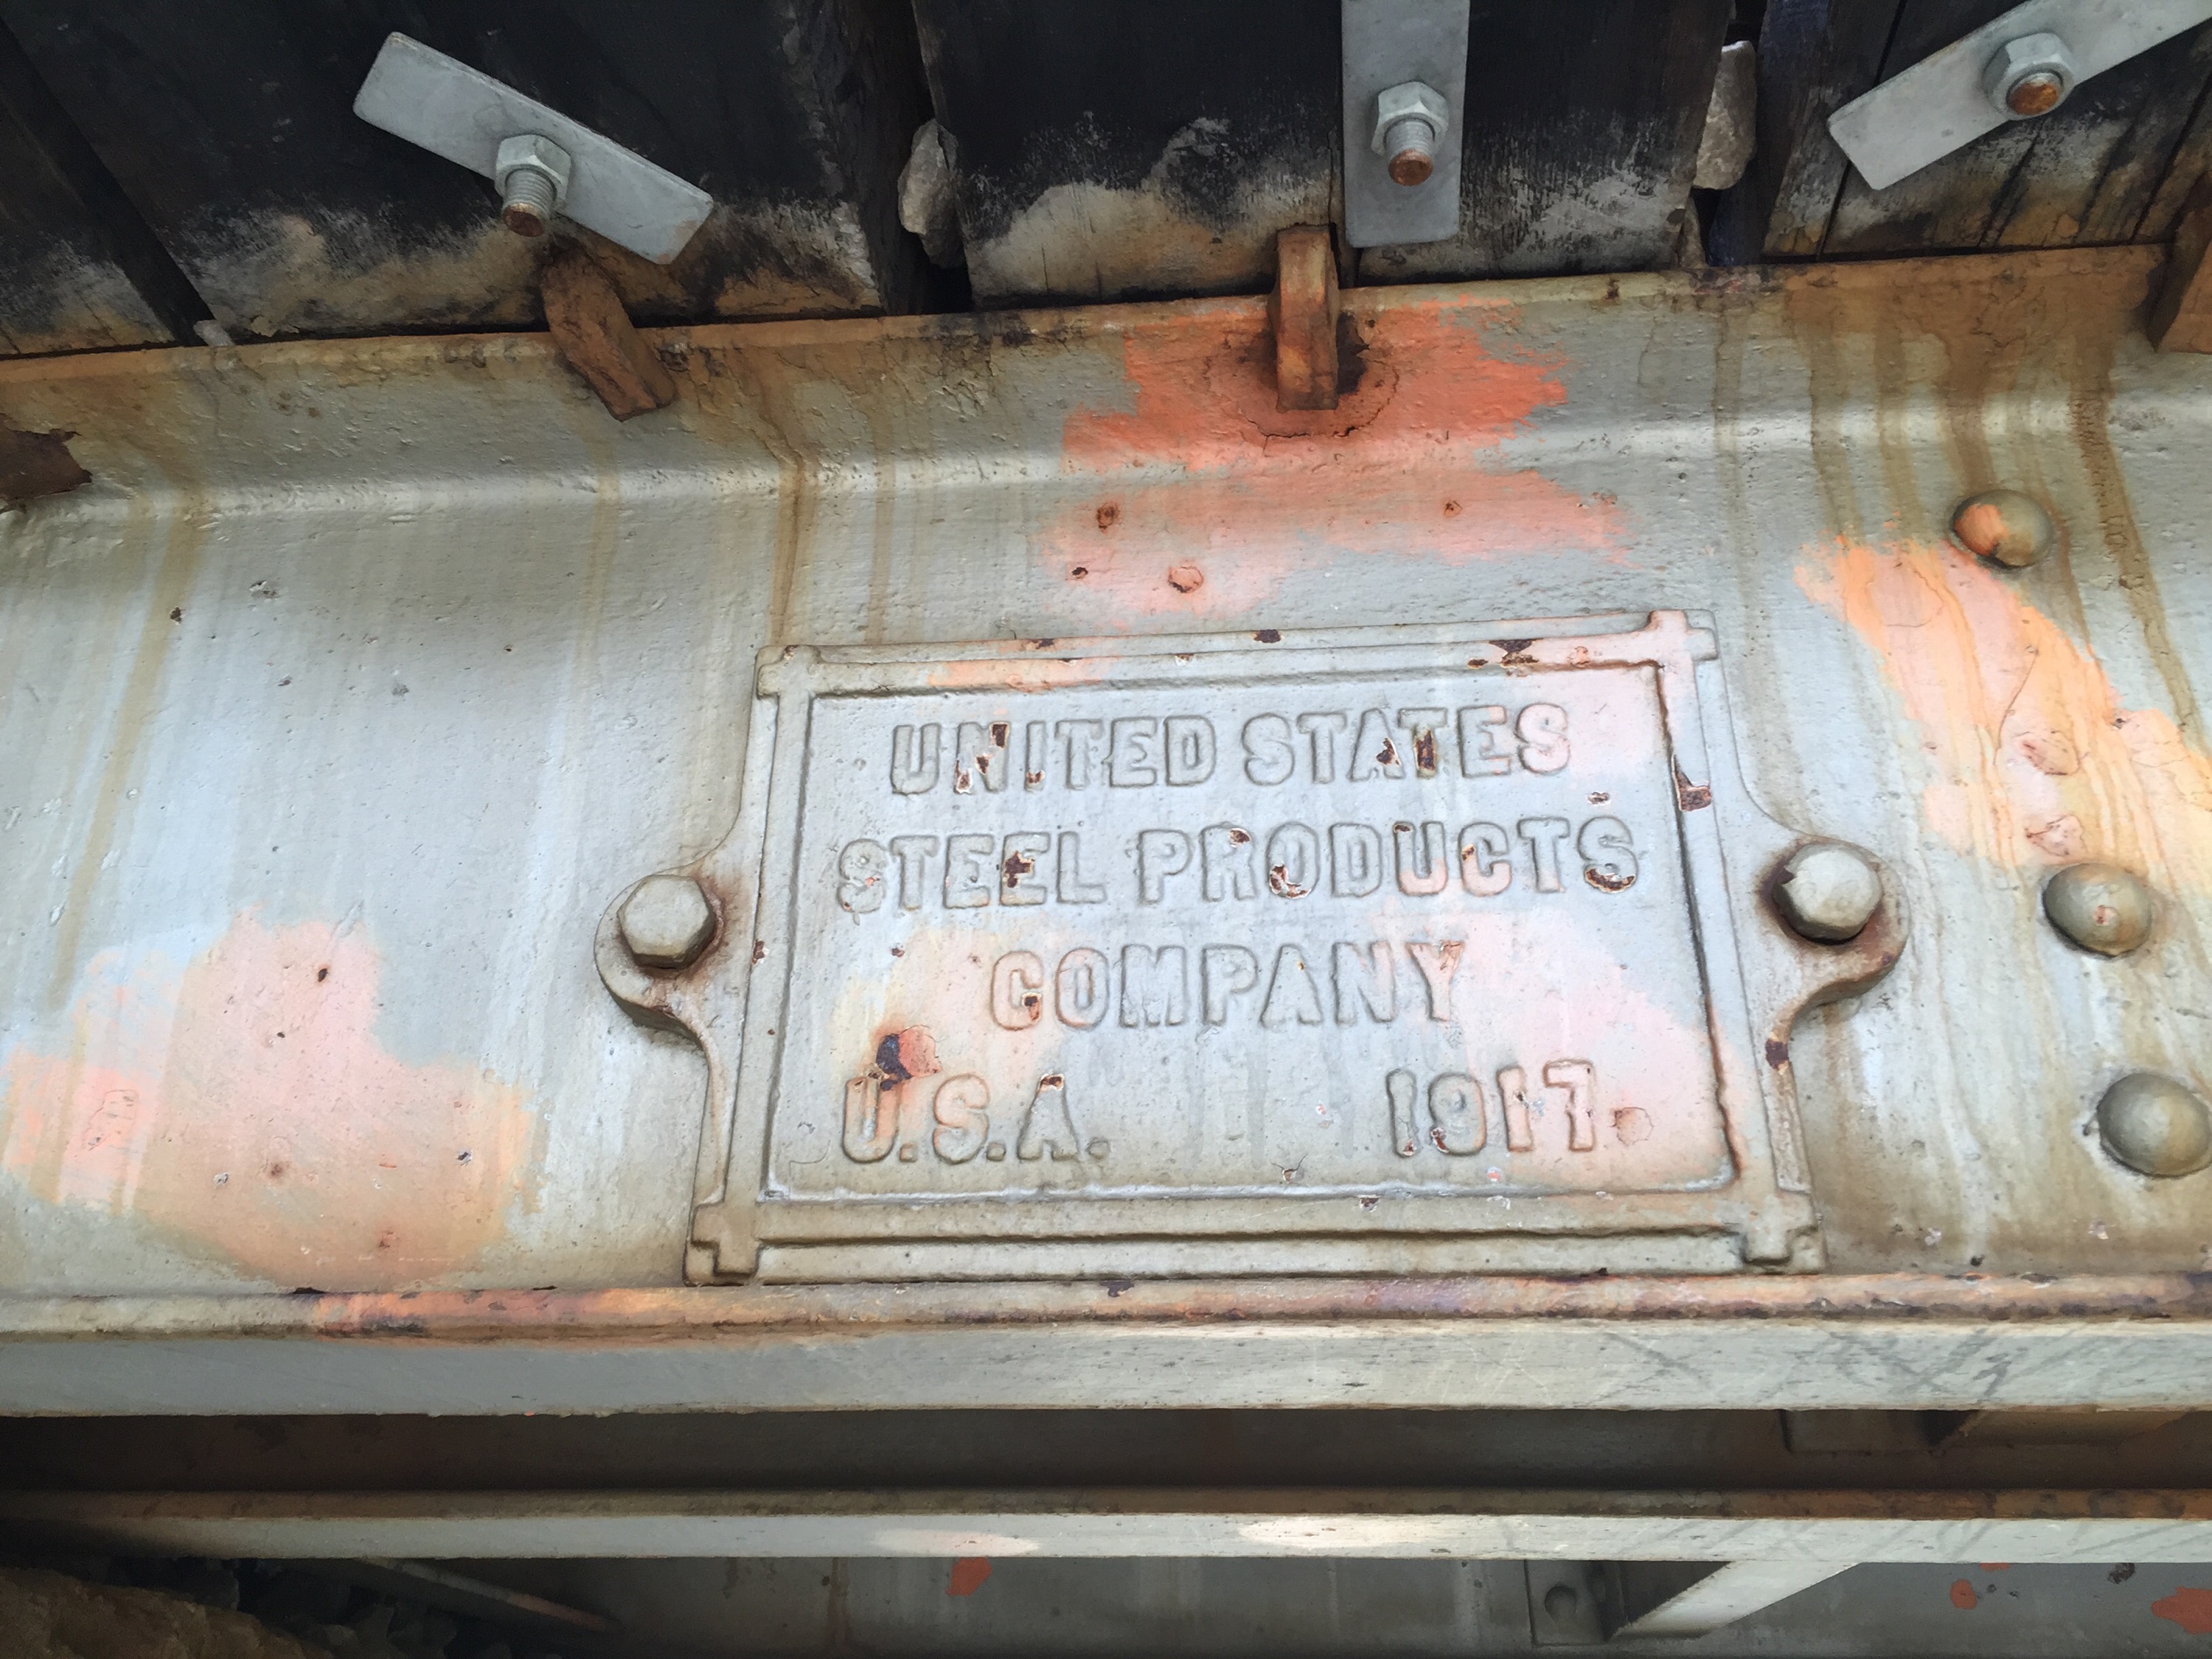 UNITED STATES
STEEL PRODUCTS
COMPANY
U.S.A. 1917.